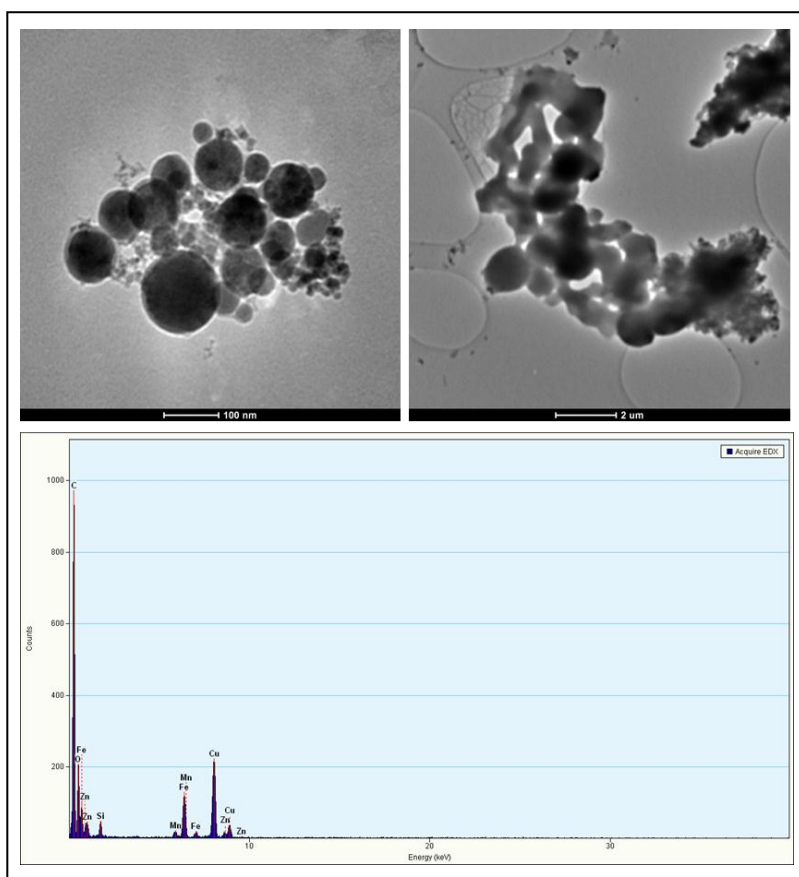 100 nm
2 um
Acquire EDX
1000
800
600
400
200
C
Fe
O
Zn
Zn
Si
Mn
Mn
Fe
Fe
Cu
Zn
Cu
Zn
10
20
30
Counts
Energy (keV)